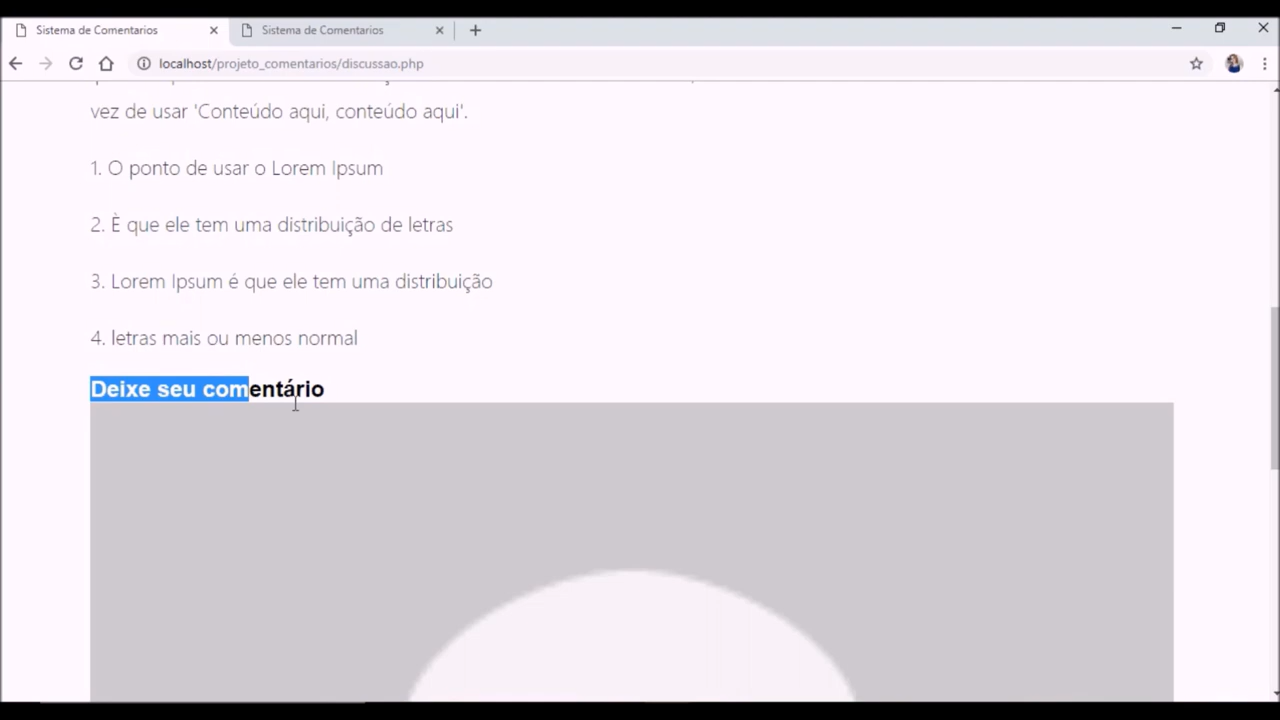 Sistema de Comentarios
Sistema de Comentarios
localhost/projeto_comentarios/discussao.php
vez de usar 'Conteúdo aqui, conteúdo aqui'.
1. O ponto de usar o Lorem Ipsum
2. È que ele tem uma distribuição de letras
3. Lorem Ipsum é que ele tem uma distribuição
4. letras mais ou menos normal
Deixe seu comentário